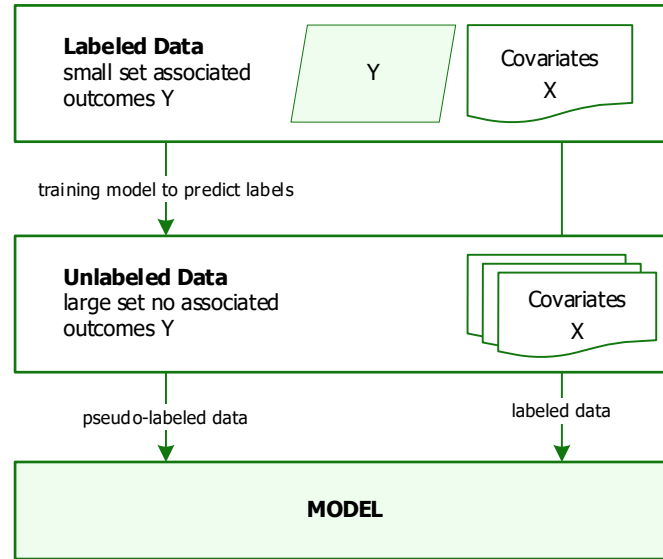 Labeled Data
small set associated
outcomes Y
Y
Covariates
X
training model to predict labels
Unlabeled Data
large set no associated
outcomes Y
Covariates
X
pseudo-labeled data
labeled data
MODEL